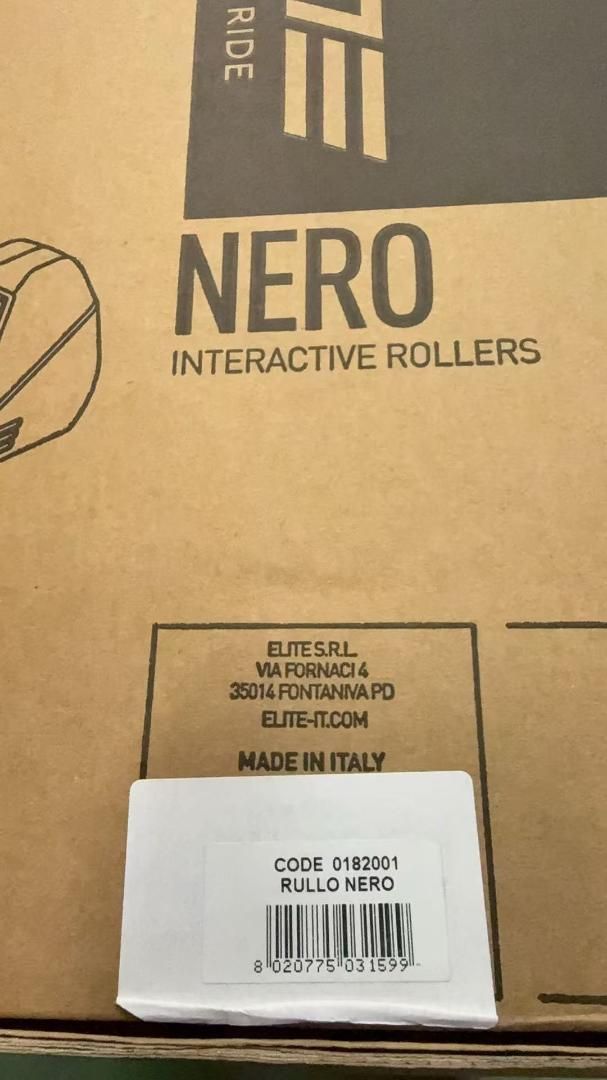 RIDE
NERO
INTERACTIVE ROLLERS
ELITE S.R.L.
VIA FORNACI 4
35014 FONTANIVA PD
ELITE-IT.COM
MADE IN ITALY
CODE 0182001
RULLO NERO
8 020775 031599